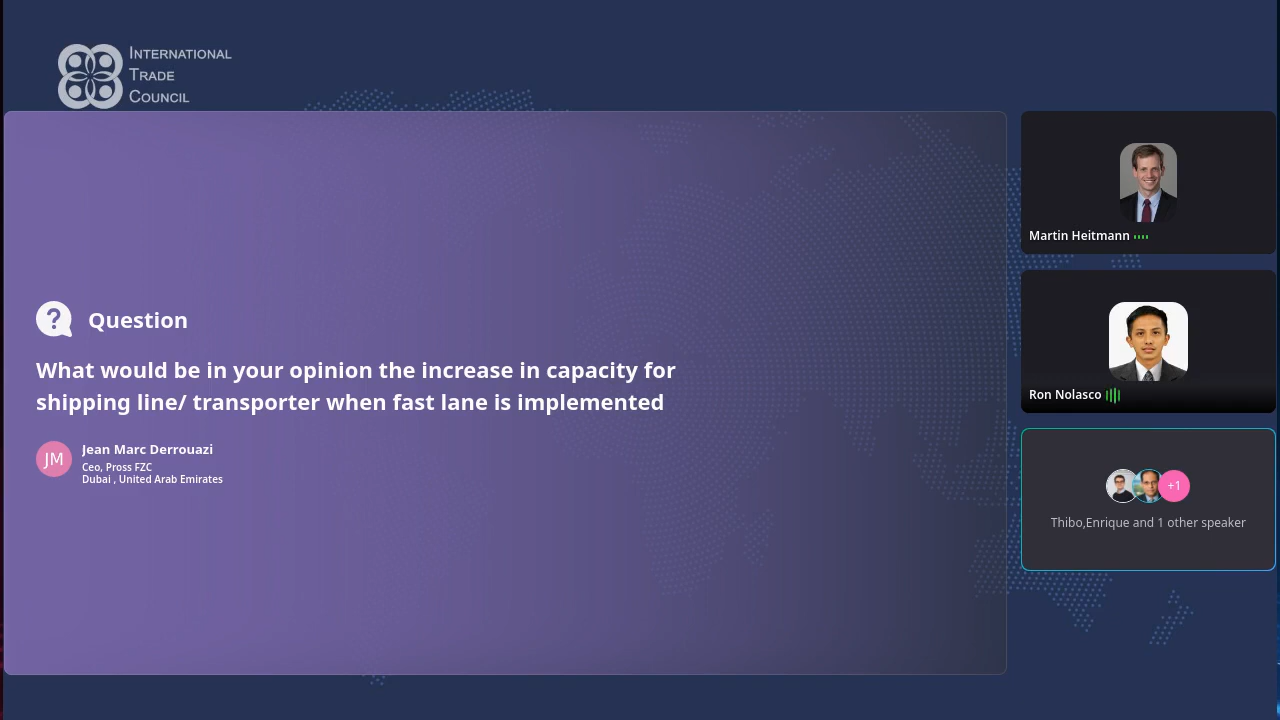 INTERNATIONAL
TRADE
COUNCIL
Question
What would be in your opinion the increase in capacity for
shipping line/ transporter when fast lane is implemented
JM
Jean Marc Derrouazi
Ceo, Pross FZC
Dubai , United Arab Emirates
Martin Heitmann
Ron Nolasco
+1
Thibo,Enrique and 1 other speaker